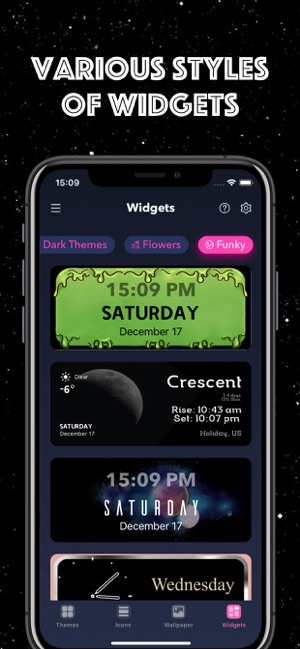 VARIOUS STYLES
OF WIDGETS
15:09
Widgets
Dark Themes
Flowers
Funky
15:09 PM
SATURDAY
December 17
Clear
-6°
SATURDAY
December 17
Crescent
Rise: 10:43 am
Set: 10:07 pm
Holiday, US
15:09 PM
SATURDAY
December 17
Wednesday
Themes
Icons
Wallpaper
Widgets